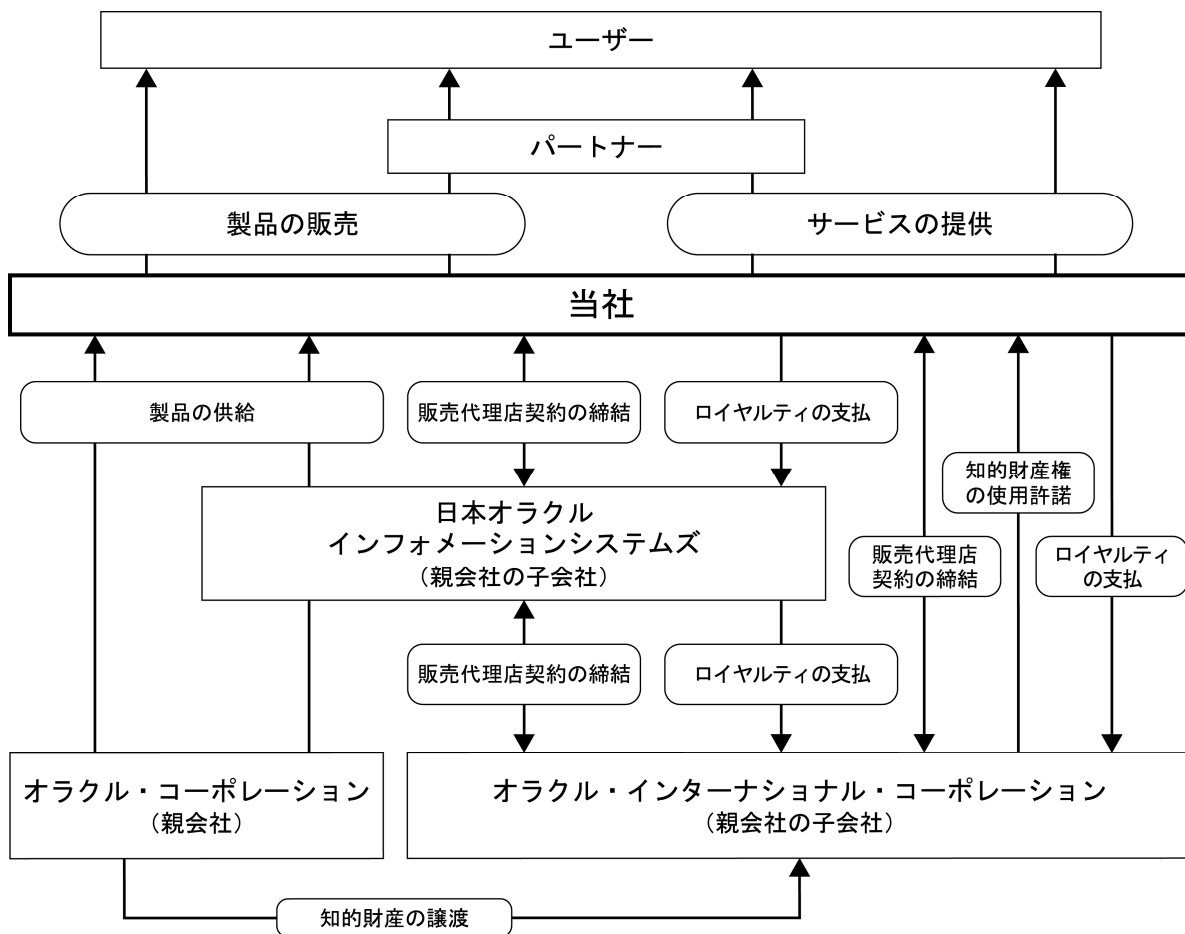 ユーザー
パートナー
製品の販売
サービスの提供
当社
製品の供給
販売代理店契約の締結
ロイヤルティの支払
知的財産権
の使用許諾
日本オラクル
インフォメーションシステムズ
（親会社の子会社）
販売代理店
契約の締結
ロイヤルティ
の支払
販売代理店契約の締結
ロイヤルティの支払
オラクル・コーポレーション
（親会社）
オラクル・インターナショナル・コーポレーション
（親会社の子会社）
知的財産の譲渡